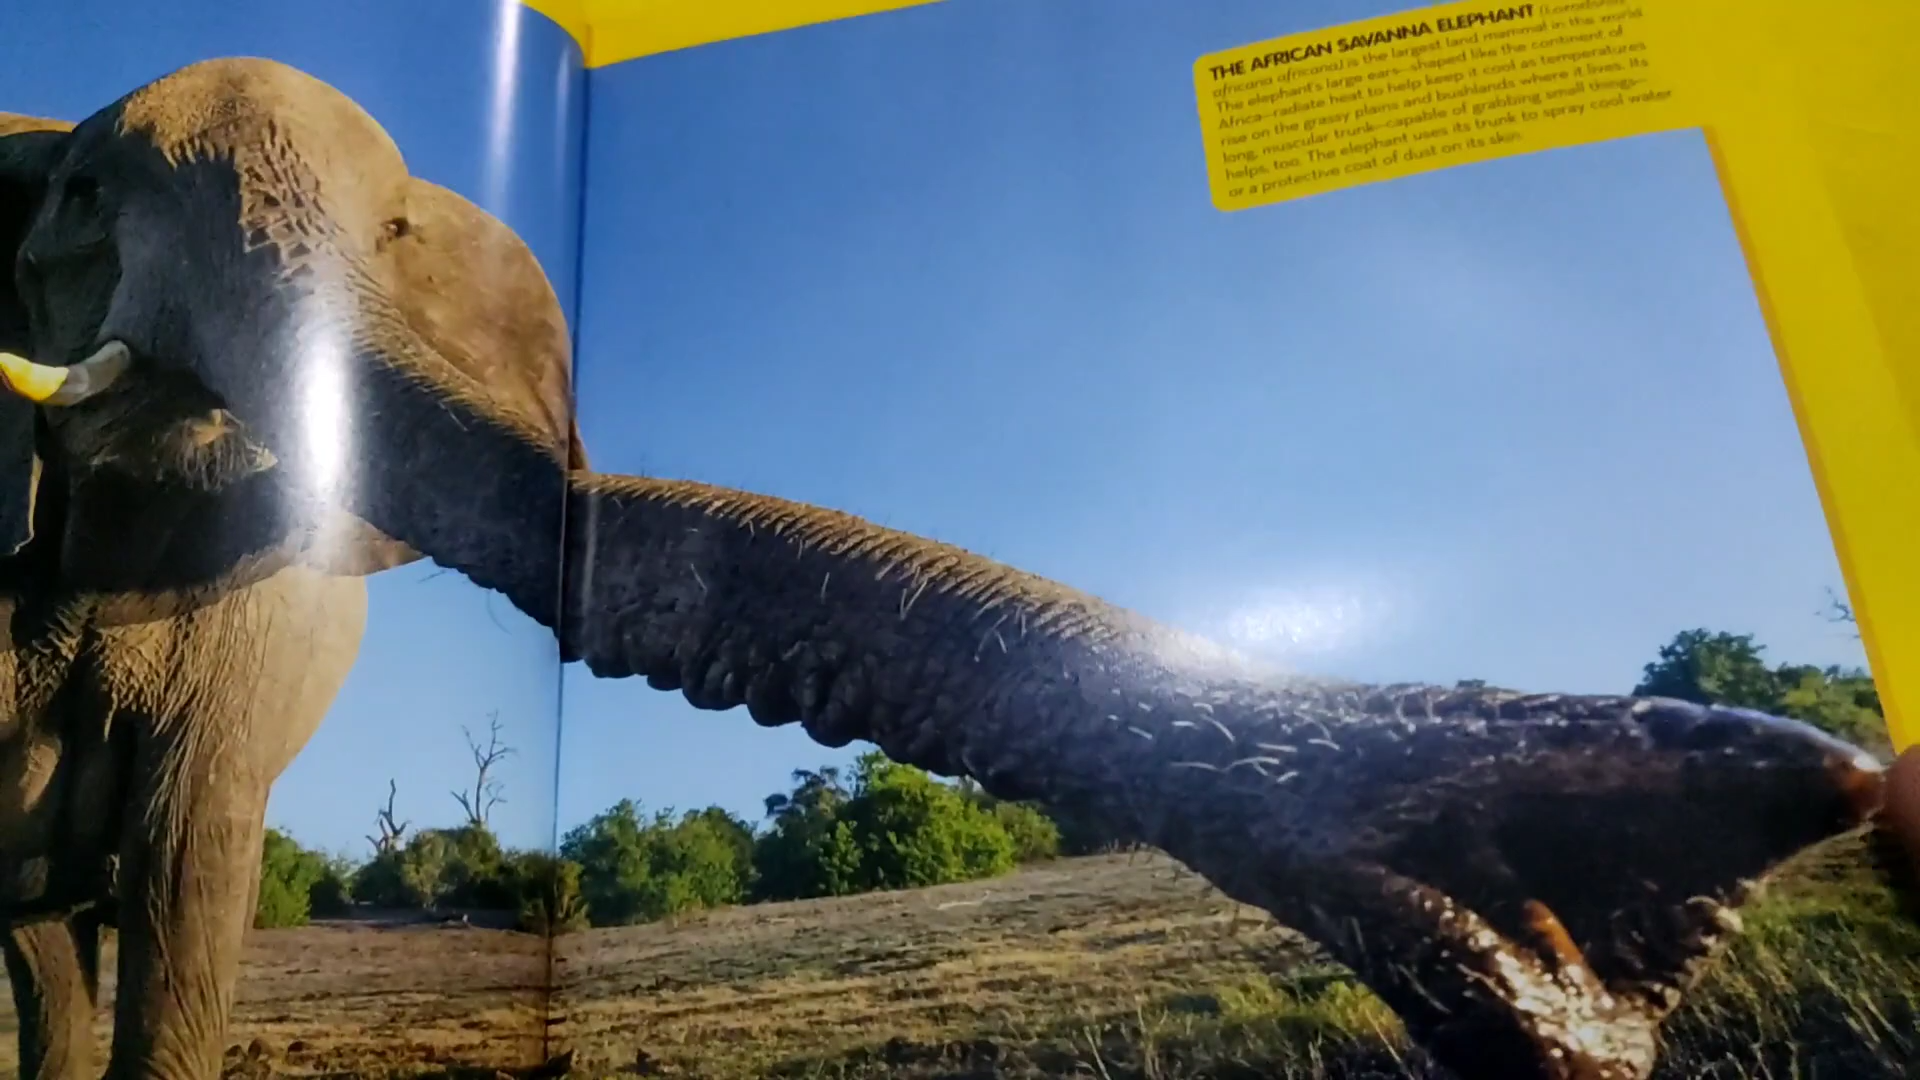 THE AFRICAN SAVANNA ELEPHANT (Loxodonta
africana africana) is the largest land mammal in the world.
The elephant's large ears—shaped like the continent of
Africa—radiate heat to help keep it cool as temperatures
rise on the grassy plains and bushlands where it lives. Its
long, muscular trunk—capable of grabbing small things—
helps, too. The elephant uses its trunk to spray cool water
or a protective coat of dust on its skin.